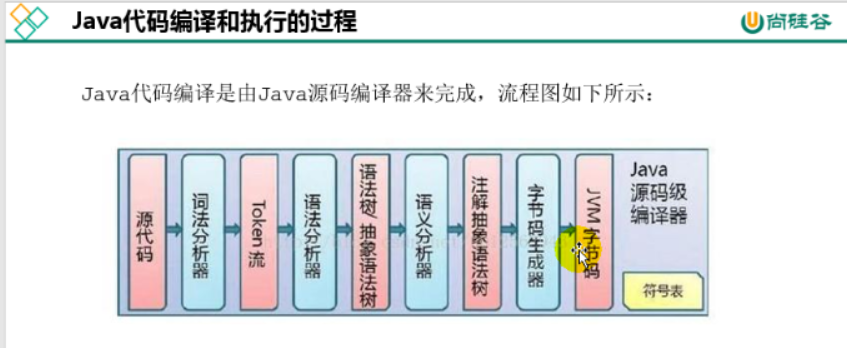 Java代码编译和执行的过程
尚硅谷
Java代码编译是由Java源码编译器来完成，流程图如下所示：
源代码
词法分析器
Token流
语法分析器
语法树/抽象语法树
语义分析器
注解抽象语法树
字节码生成器
JVM字节码
Java
源码级
编译器
符号表